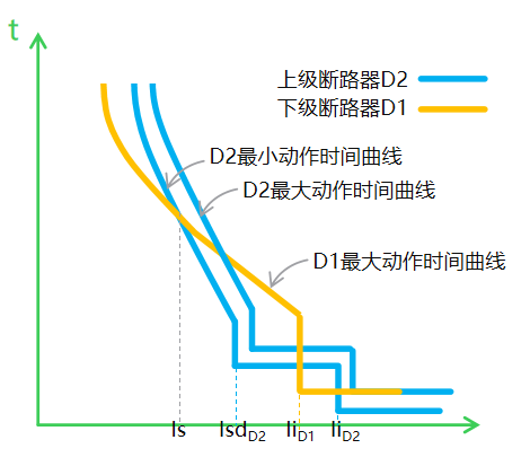 t
上级断路器D2
下级断路器D1
D2最小动作时间曲线
D2最大动作时间曲线
D1最大动作时间曲线
Is IsdD2 IiD1 IiD2